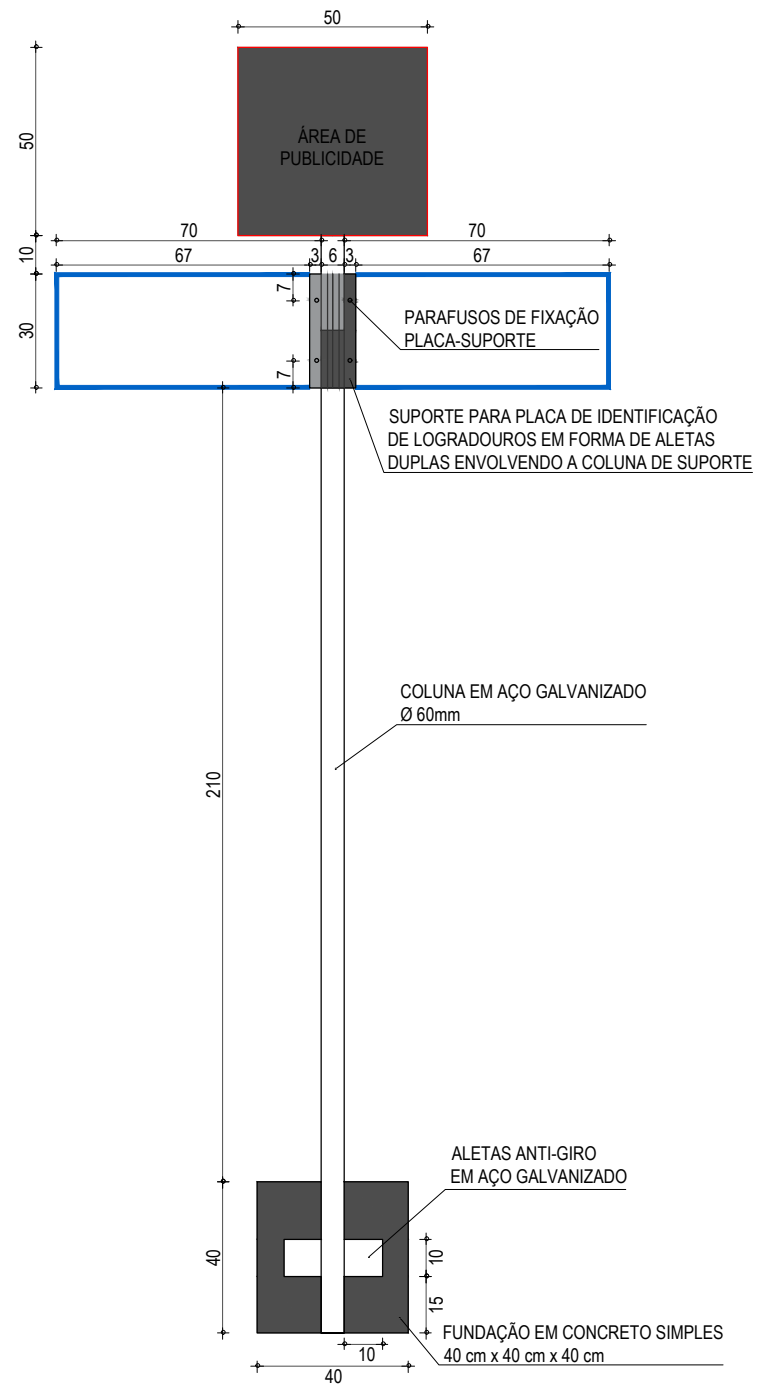 50
50
ÁREA DE
PUBLICIDADE
10
70
70
67
3
6
3
67
30
7
7
PARAFUSOS DE FIXAÇÃO
PLACA-SUPORTE
SUPORTE PARA PLACA DE IDENTIFICAÇÃO
DE LOGRADOUROS EM FORMA DE ALETAS
DUPLAS ENVOLVENDO A COLUNA DE SUPORTE
COLUNA EM AÇO GALVANIZADO
Ø 60mm
210
ALETAS ANTI-GIRO
EM AÇO GALVANIZADO
40
10
15
FUNDAÇÃO EM CONCRETO SIMPLES
40 cm x 40 cm x 40 cm
10
40